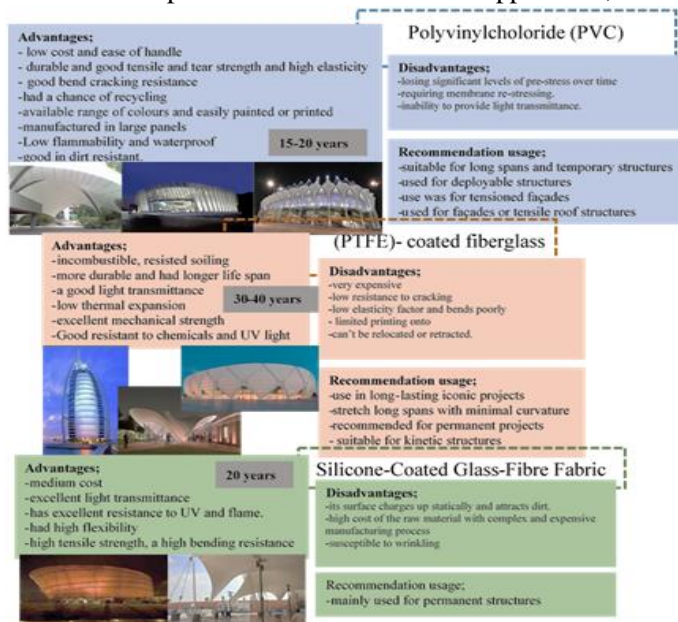 Polyvinylcholoride (PVC)
Advantages;
- low cost and ease of handle
- durable and good tensile and tear strength and high elasticity
- good bend cracking resistance
-had a chance of recycling
-available range of colours and easily painted or printed
-manufactured in large panels
-Low flammability and waterproof
-good in dirt resistant.
15-20 years
Disadvantages;
-losing significant levels of pre-stress over time
-requiring membrane re-stressing.
-inability to provide light transmittance.
Recommendation usage;
-suitable for long spans and temporary structures
-used for deployable structures
-use was for tensioned façades
-used for façades or tensile roof structures
(PTFE)- coated fiberglass
Advantages;
-incombustible, resisted soiling
-more durable and had longer life span
-a good light transmittance
-low thermal expansion
-excellent mechanical strength
-Good resistant to chemicals and UV light
30-40 years
Disadvantages;
-very expensive
-low resistance to cracking
-low elasticity factor and bends poorly
- limited printing onto
-can't be relocated or retracted.
Recommendation usage;
-use in long-lasting iconic projects
-stretch long spans with minimal curvature
-recommended for permanent projects
- suitable for kinetic structures
Silicone-Coated Glass-Fibre Fabric
Advantages;
-medium cost
-excellent light transmittance
-has excellent resistance to UV and flame.
-had high flexibility
-high tensile strength, a high bending resistance
20 years
Disadvantages;
-its surface charges up statically and attracts dirt.
-high cost of the raw material with complex and expensive
manufacturing process
-susceptible to wrinkling
Recommendation usage;
-mainly used for permanent structures